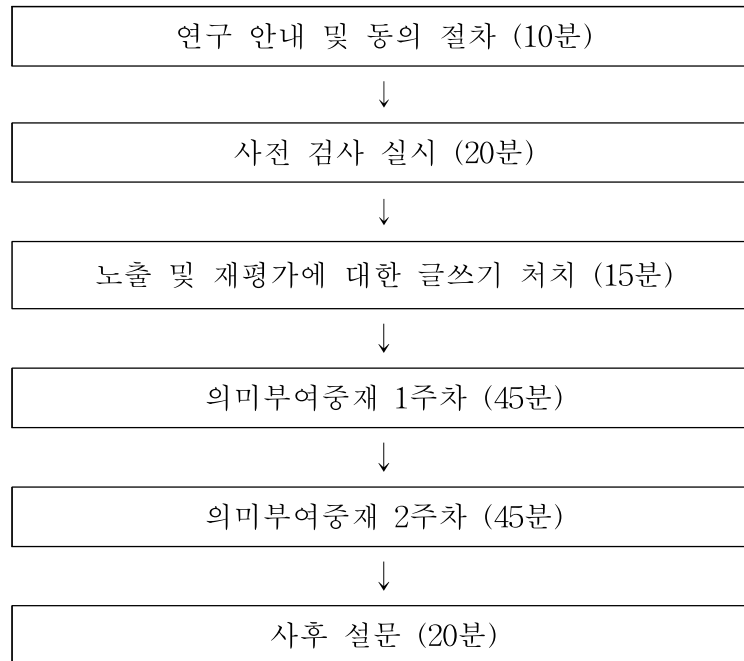 연구 안내 및 동의 절차 (10분)
↓
사전 검사 실시 (20분)
↓
노출 및 재평가에 대한 글쓰기 처치 (15분)
↓
의미부여중재 1주차 (45분)
↓
의미부여중재 2주차 (45분)
↓
사후 설문 (20분)